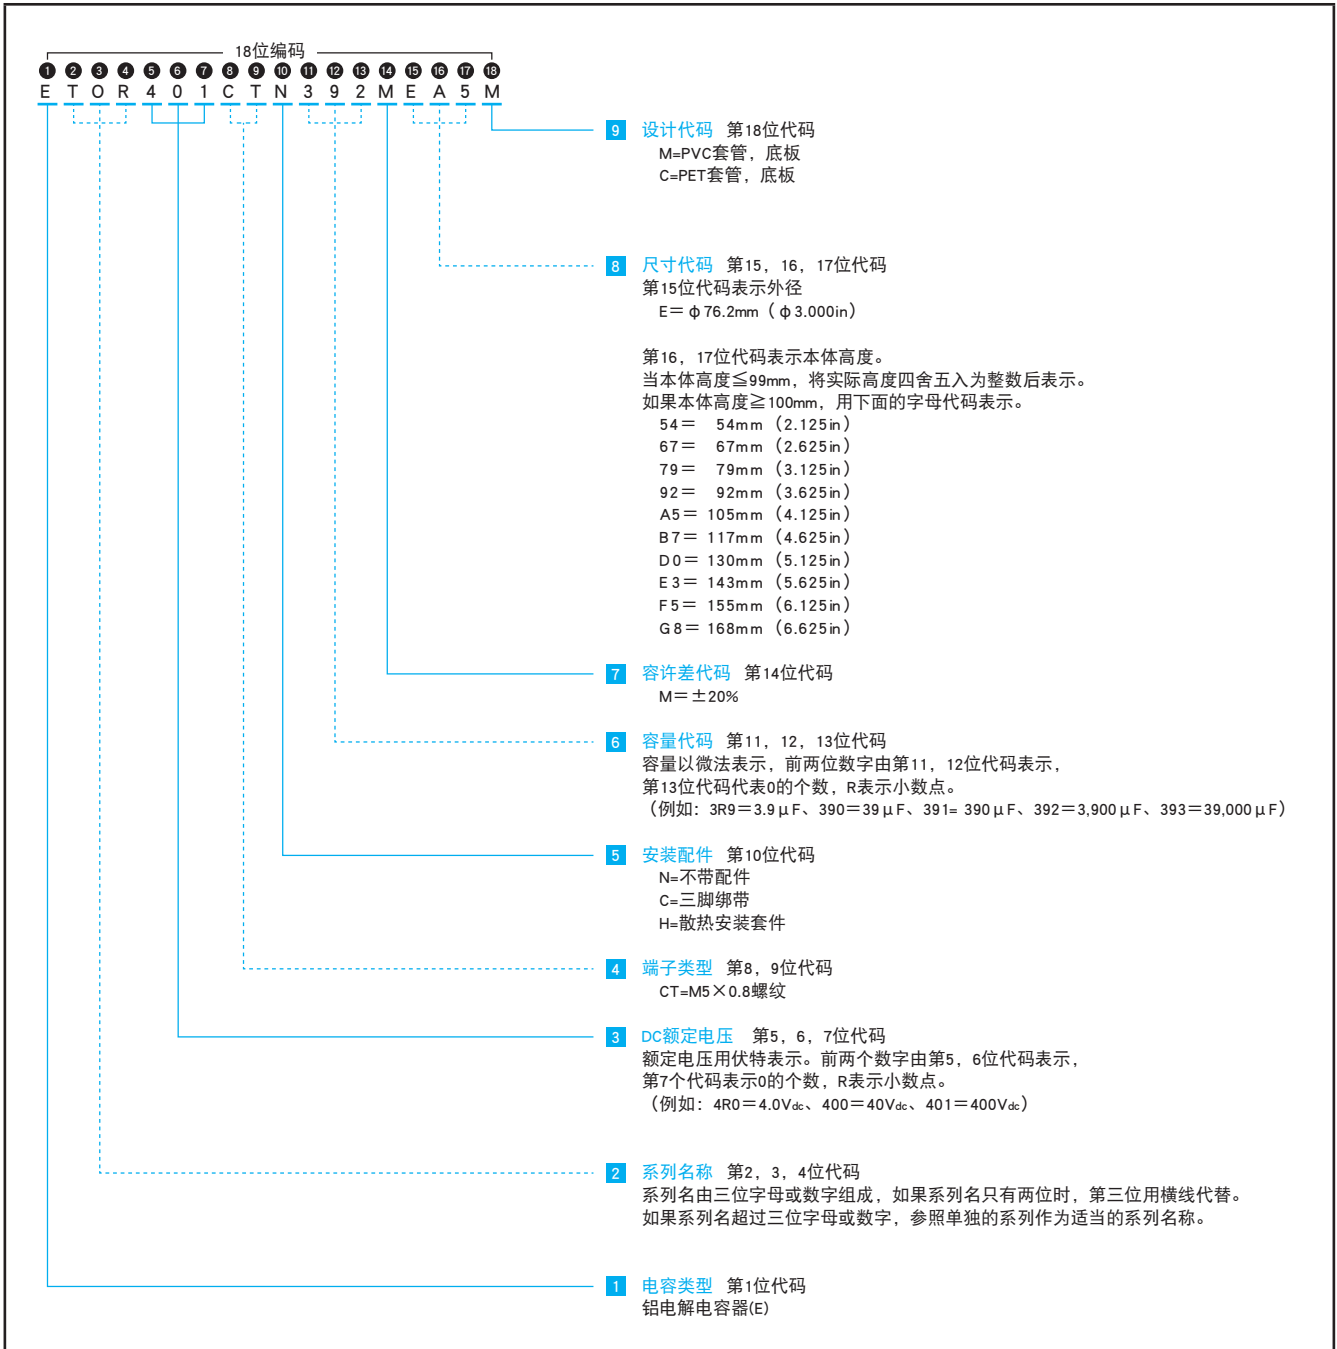 18位编码
❶ ❷ ❸ ❹ ❺ ❻ ❼ ❽ ❾ ❿ ⓫ ⓬ ⓭ ⓮ ⓯ ⓰ ⓱ ⓲
E T O R 4 0 1 C T N 3 9 2 M E A 5 M
9 设计代码 第18位代码
M=PVC套管，底板
C=PET套管，底板
8 尺寸代码 第15，16，17位代码
第15位代码表示外径
E＝φ76.2mm（φ3.000in）
第16，17位代码表示本体高度。
当本体高度≦99mm，将实际高度四舍五入为整数后表示。
如果本体高度≧100mm，用下面的字母代码表示。
54＝ 54mm（2.125in）
67＝ 67mm（2.625in）
79＝ 79mm（3.125in）
92＝ 92mm（3.625in）
A5＝ 105mm（4.125in）
B7＝ 117mm（4.625in）
D0＝ 130mm（5.125in）
E3＝ 143mm（5.625in）
F5＝ 155mm（6.125in）
G8＝ 168mm（6.625in）
7 容许差代码 第14位代码
M＝±20%
6 容量代码 第11，12，13位代码
容量以微法表示，前两位数字由第11，12位代码表示，
第13位代码代表0的个数，R表示小数点。
（例如：3R9＝3.9μF、390＝39μF、391= 390μF、392＝3,900μF、393＝39,000μF）
5 安装配件 第10位代码
N=不带配件
C=三脚绑带
H=散热安装套件
4 端子类型 第8，9位代码
CT=M5×0.8螺纹
3 DC额定电压 第5，6，7位代码
额定电压用伏特表示。前两个数字由第5，6位代码表示，
第7个代码表示0的个数，R表示小数点。
（例如：4R0＝4.0Vdc、400＝40Vdc、401＝400Vdc）
2 系列名称 第2，3，4位代码
系列名由三位字母或数字组成，如果系列名只有两位时，第三位用横线代替。
如果系列名超过三位字母或数字，参照单独的系列作为适当的系列名称。
1 电容类型 第1位代码
铝电解电容器(E)